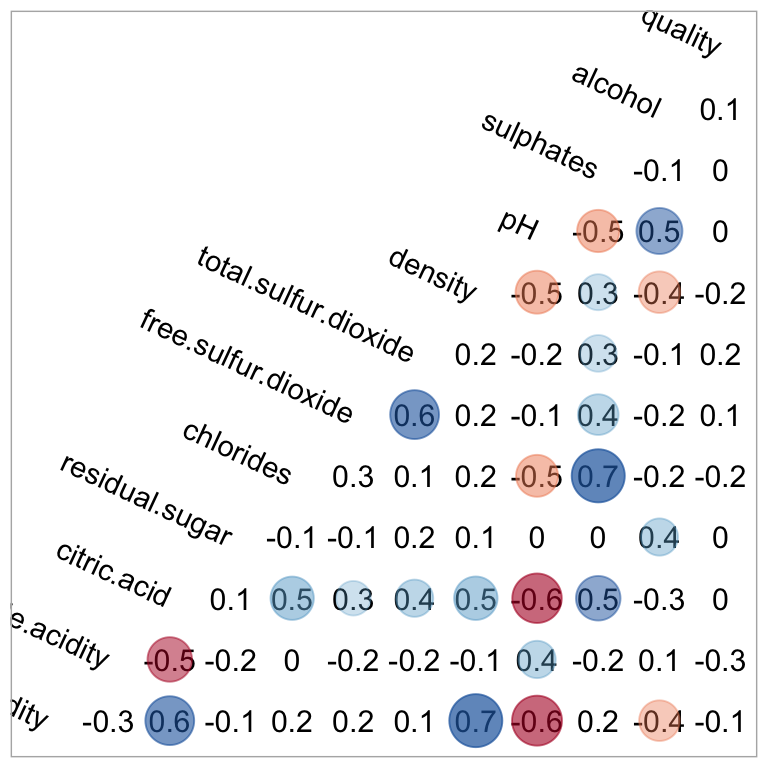 quality
alcohol 0.1
sulphates -0.1 0
pH -0.5 0.5 0
density -0.5 0.3 -0.4 -0.2
total.sulfur.dioxide 0.2 -0.2 0.3 -0.1 0.2
free.sulfur.dioxide 0.6 0.2 -0.1 0.4 -0.2 0.1
chlorides 0.3 0.1 0.2 -0.5 0.7 -0.2 -0.2
residual.sugar -0.1 -0.1 0.2 0.1 0 0 0.4 0
citric.acid 0.1 0.5 0.3 0.4 0.5 -0.6 0.5 -0.3 0
e.acidity -0.5 -0.2 0 -0.2 -0.2 -0.1 0.4 -0.2 0.1 -0.3
dity -0.3 0.6 -0.1 0.2 0.2 0.1 0.7 -0.6 0.2 -0.4 -0.1